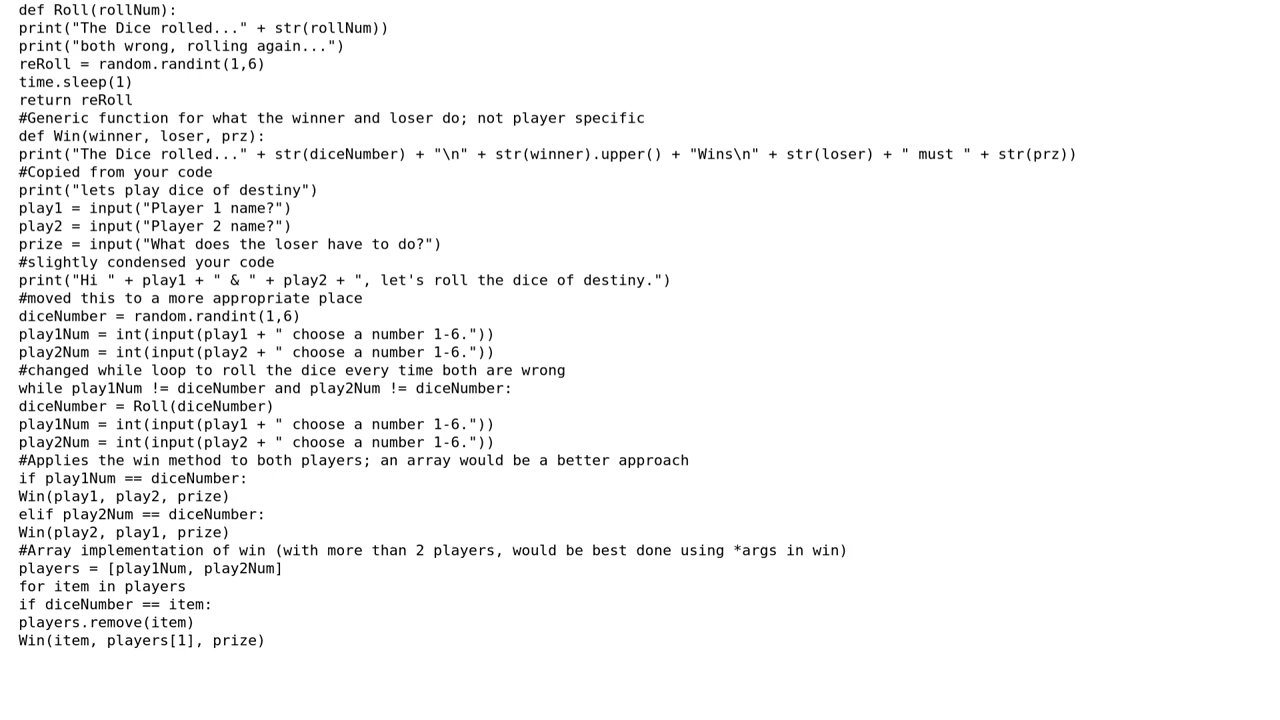 def Roll(rollNum):
print("The Dice rolled..." + str(rollNum))
print("both wrong, rolling again...")
reRoll = random.randint(1,6)
time.sleep(1)
return reRoll
#Generic function for what the winner and loser do; not player specific
def Win(winner, loser, prz):
print("The Dice rolled..." + str(diceNumber) + "\n" + str(winner).upper() + "Wins\n" + str(loser) + " must " + str(prz))
#Copied from your code
print("lets play dice of destiny")
play1 = input("Player 1 name?")
play2 = input("Player 2 name?")
prize = input("What does the loser have to do?")
#slightly condensed your code
print("Hi " + play1 + " & " + play2 + ", let's roll the dice of destiny.")
#moved this to a more appropriate place
diceNumber = random.randint(1,6)
play1Num = int(input(play1 + " choose a number 1-6."))
play2Num = int(input(play2 + " choose a number 1-6."))
#changed while loop to roll the dice every time both are wrong
while play1Num != diceNumber and play2Num != diceNumber:
diceNumber = Roll(diceNumber)
play1Num = int(input(play1 + " choose a number 1-6."))
play2Num = int(input(play2 + " choose a number 1-6."))
#Applies the win method to both players; an array would be a better approach
if play1Num == diceNumber:
Win(play1, play2, prize)
elif play2Num == diceNumber:
Win(play2, play1, prize)
#Array implementation of win (with more than 2 players, would be best done using *args in win)
players = [play1Num, play2Num]
for item in players
if diceNumber == item:
players.remove(item)
Win(item, players[1], prize)